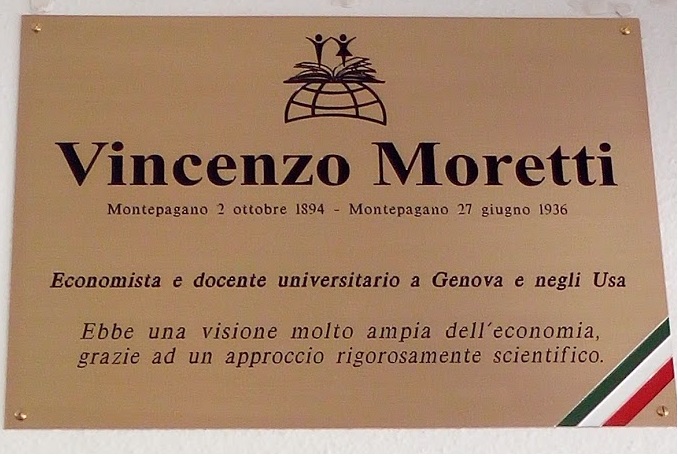 Vincenzo Moretti
Montepagano 2 ottobre 1894 - Montepagano 27 giugno 1936
Economista e docente universitario a Genova e negli Usa
Ebbe una visione molto ampia dell'economia,
grazie ad un approccio rigorosamente scientifico.